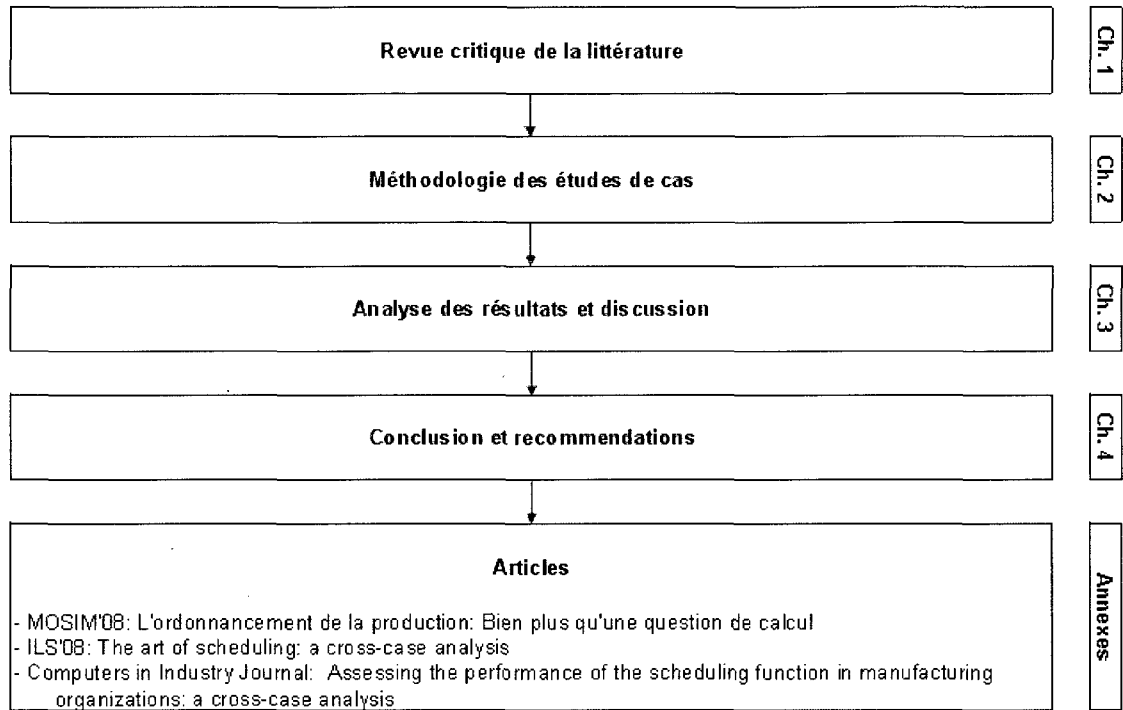 Revue critique de la littérature
Ch. 1
Méthodologie des études de cas
Ch. 2
Analyse des résultats et discussion
Ch. 3
Conclusion et recommendations
Ch. 4
Articles
- MOSIM'08: L'ordonnancement de la production: Bien plus qu'une question de calcul
- ILS'08: The art of scheduling: a cross-case analysis
- Computers in Industry Journal: Assessing the performance of the scheduling function in manufacturing
organizations: a cross-case analysis
Annexes